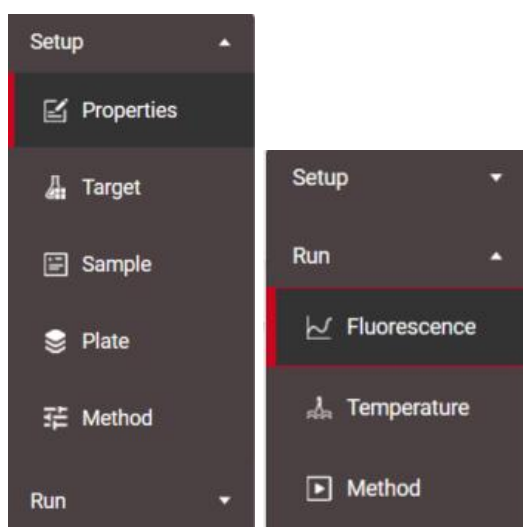 Setup
Properties
Target
Sample
Plate
Method
Run
Setup
Run
Fluorescence
Temperature
Method